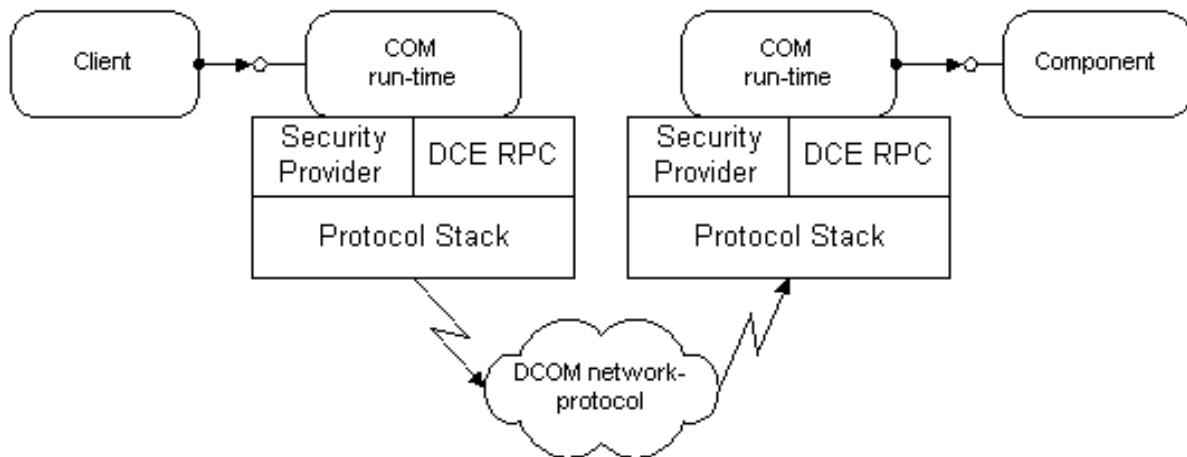 Client
COM
run-time
COM
run-time
Component
Security
Provider
DCE RPC
Security
Provider
DCE RPC
Protocol Stack
Protocol Stack
DCOM network-
protocol